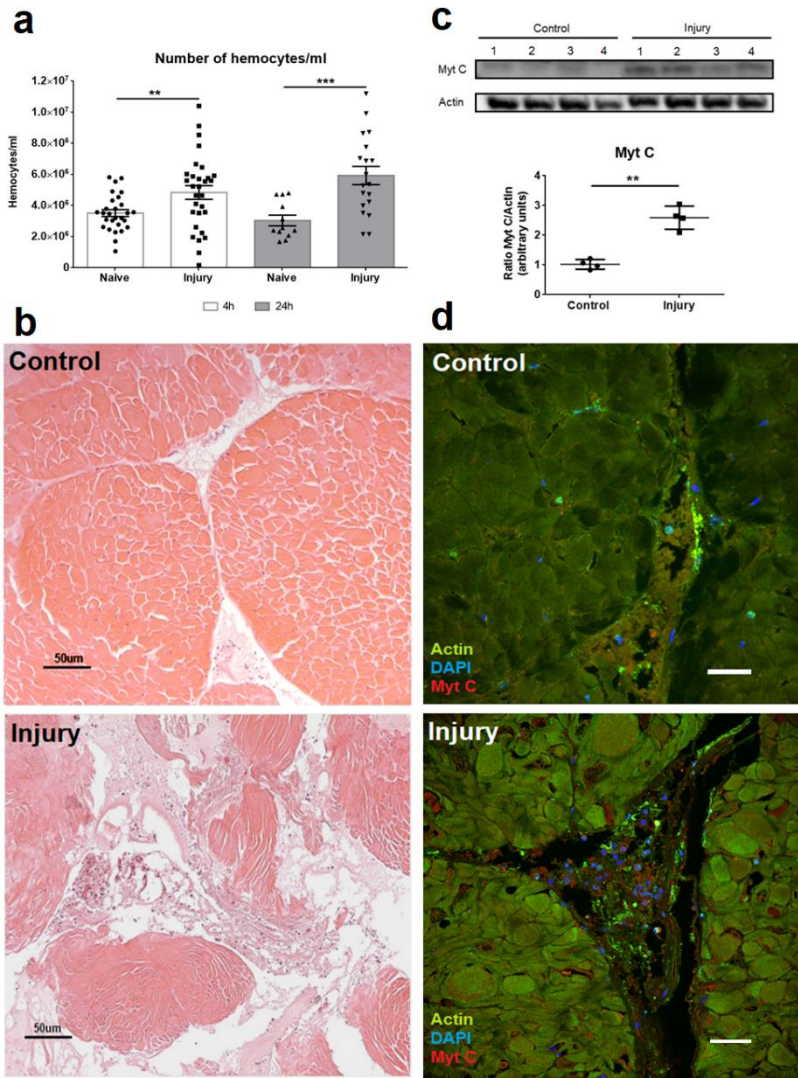 a
Number of hemocytes/ml
Hemocytes/ml
1.2×10⁷
1.0×10⁷
8.0×10⁶
6.0×10⁶
4.0×10⁶
2.0×10⁶
0
**
***
Naive
Injury
Naive
Injury
4h
24h
c
Control
Injury
1 2 3 4 1 2 3 4
Myt C
Actin
Myt C
Ratio Myt C/Actin
(arbitrary units)
4
3
2
1
0
**
Control
Injury
b
Control
50um
Injury
50um
d
Control
Actin
DAPI
Myt C
Injury
Actin
DAPI
Myt C